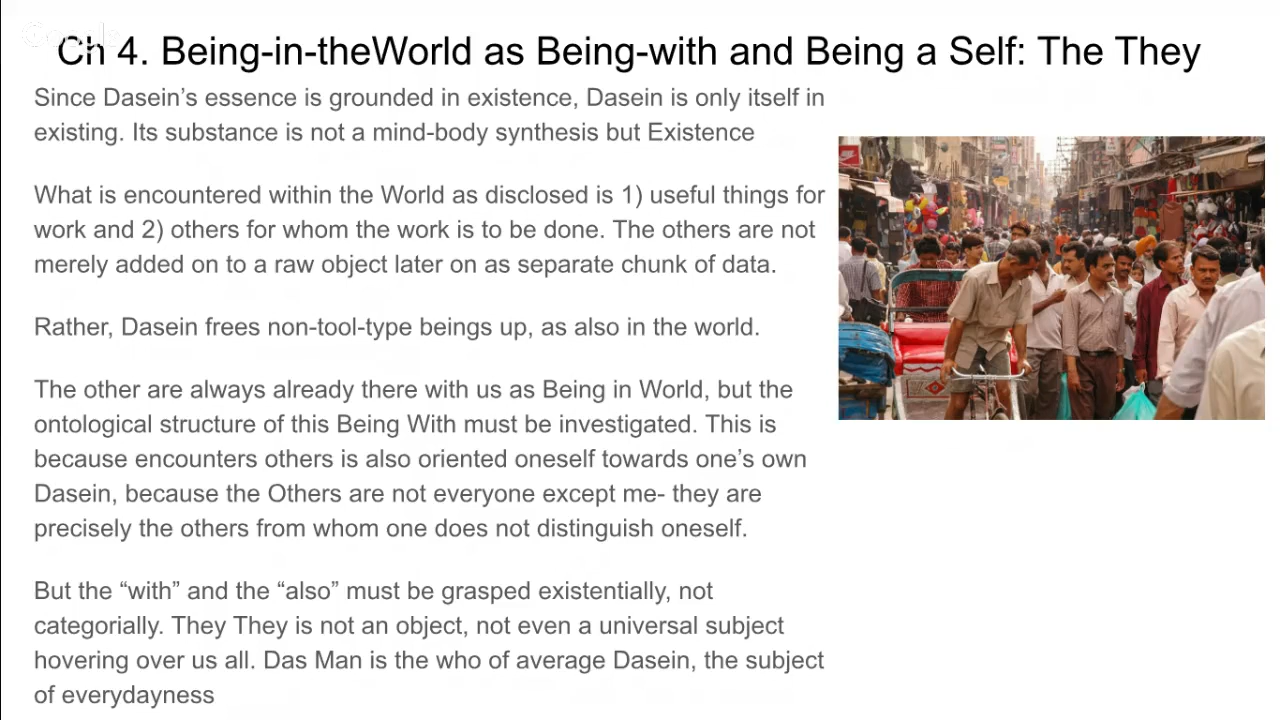 Google
Ch 4. Being-in-theWorld as Being-with and Being a Self: The They
Since Dasein’s essence is grounded in existence, Dasein is only itself in
existing. Its substance is not a mind-body synthesis but Existence
What is encountered within the World as disclosed is 1) useful things for
work and 2) others for whom the work is to be done. The others are not
merely added on to a raw object later on as separate chunk of data.
Rather, Dasein frees non-tool-type beings up, as also in the world.
The other are always already there with us as Being in World, but the
ontological structure of this Being With must be investigated. This is
because encounters others is also oriented oneself towards one’s own
Dasein, because the Others are not everyone except me- they are
precisely the others from whom one does not distinguish oneself.
But the “with” and the “also” must be grasped existentially, not
categorially. They They is not an object, not even a universal subject
hovering over us all. Das Man is the who of average Dasein, the subject
of everydayness